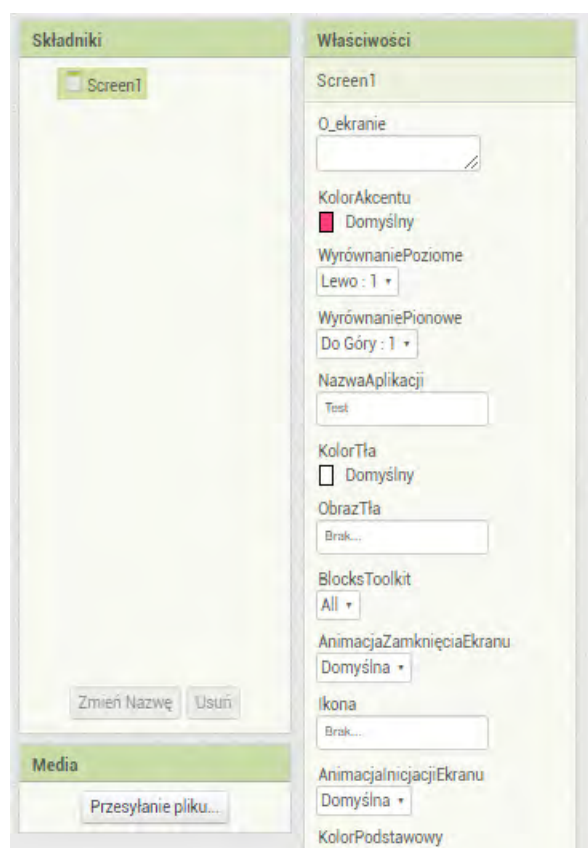 Składniki
Screen1
Zmień Nazwę
Usuń
Media
Przesyłanie pliku...
Właściwości
Screen1
O_ekranie
KolorAkcentu
Domyślny
WyrównaniePoziome
Lewo : 1
WyrównaniePionowe
Do Góry : 1
NazwaAplikacji
Test
KolorTła
Domyślny
ObrazTła
Brak...
BlocksToolkit
All
AnimacjaZamknięciaEkranu
Domyślna
Ikona
Brak...
AnimacjaInicjacjiEkranu
Domyślna
KolorPodstawowy